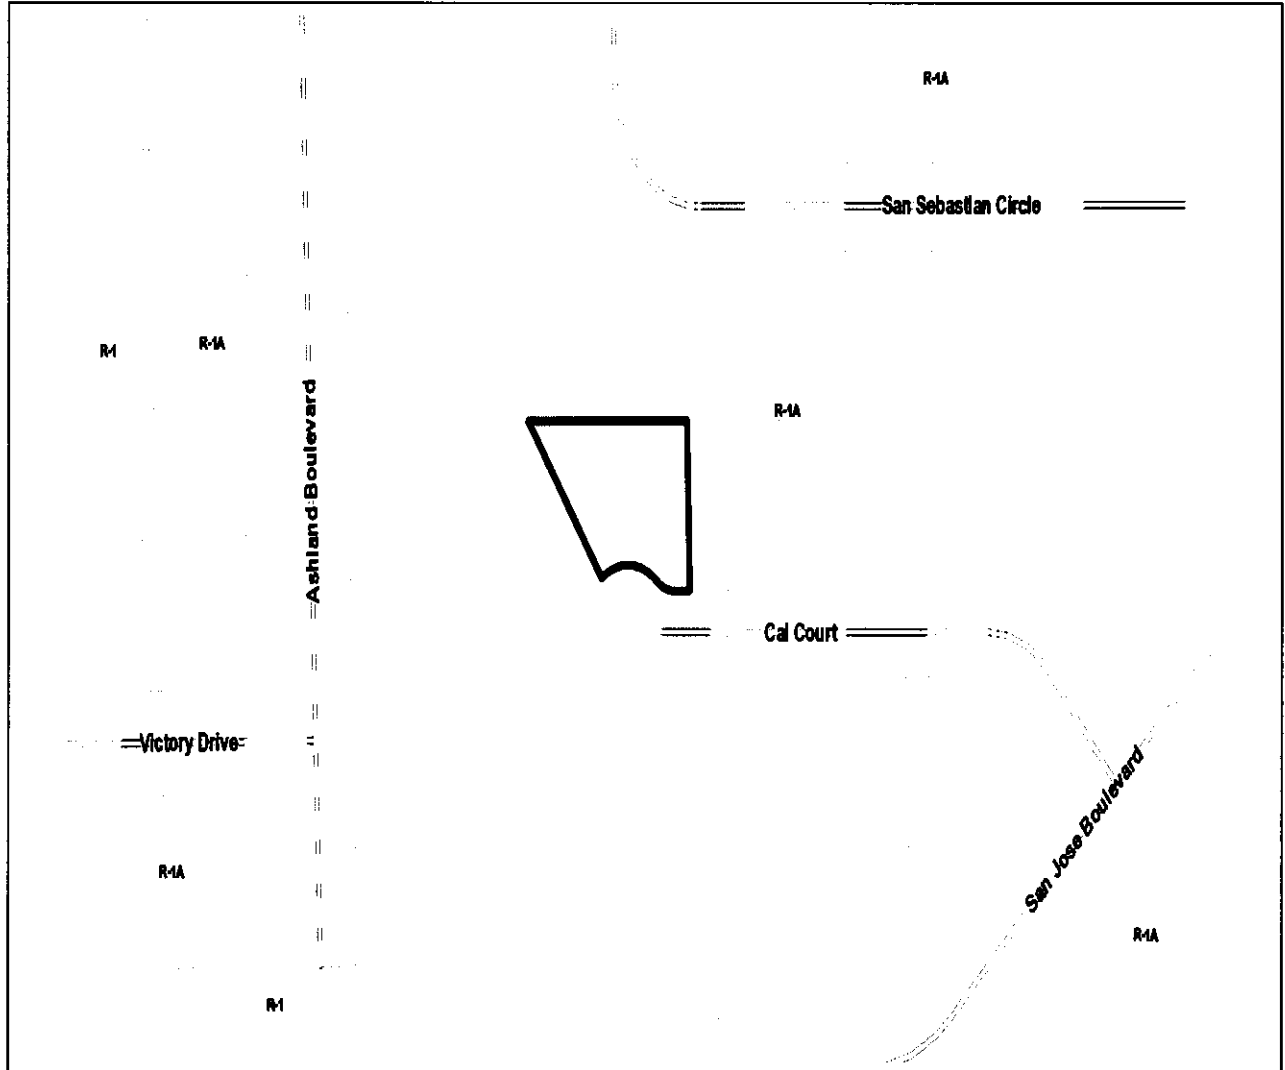 R-1A
San Sebastian Circle
R-1
R-1A
Ashland Boulevard
R-1A
Cal Court
Victory Drive
San Jose Boulevard
R-1A
R-1A
R-1